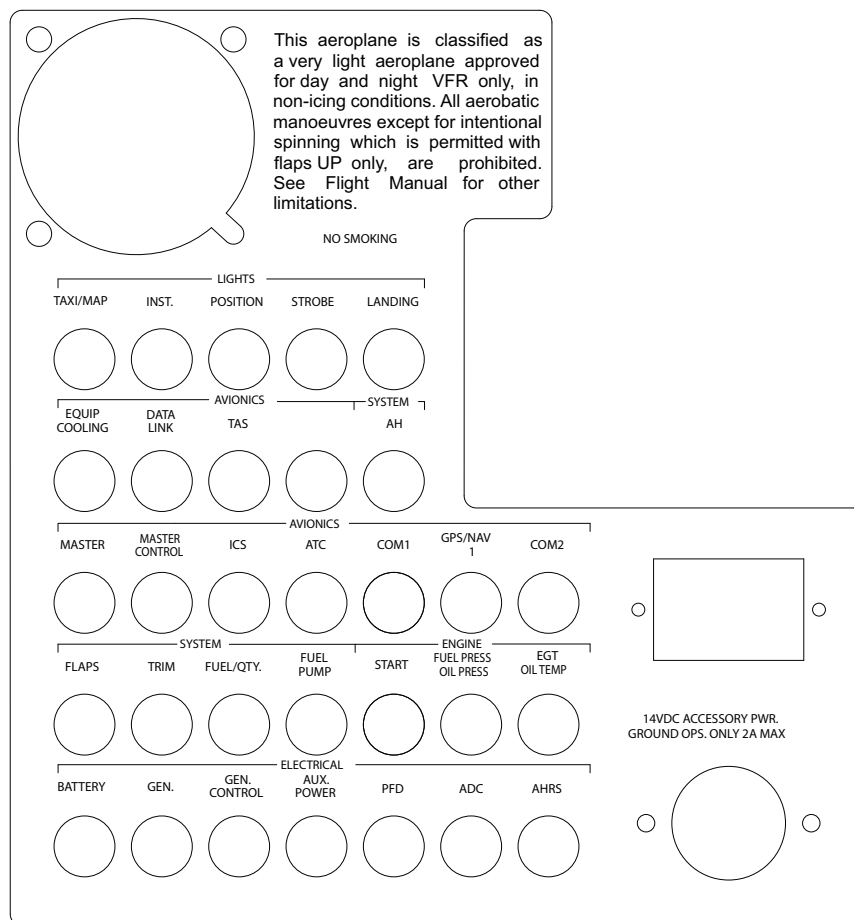 This aeroplane is classified as
a very light aeroplane approved
for day and night VFR only, in
non-icing conditions. All aerobatic
manoeuvres except for intentional
spinning which is permitted with
flaps UP only, are prohibited.
See Flight Manual for other
limitations.
NO SMOKING
LIGHTS
TAXI/MAP INST. POSITION STROBE LANDING
AVIONICS SYSTEM
EQUIP
COOLING
DATA
LINK
TAS
AH
AVIONICS
MASTER
MASTER
CONTROL
ICS
ATC
COM1
GPS/NAV
1
COM2
SYSTEM ENGINE
FLAPS
TRIM
FUEL/QTY.
FUEL
PUMP
START
FUEL PRESS
OIL PRESS
EGT
OIL TEMP
14VDC ACCESSORY PWR.
GROUND OPS. ONLY 2A MAX
ELECTRICAL
BATTERY
GEN.
GEN.
CONTROL
AUX.
POWER
PFD
ADC
AHRS